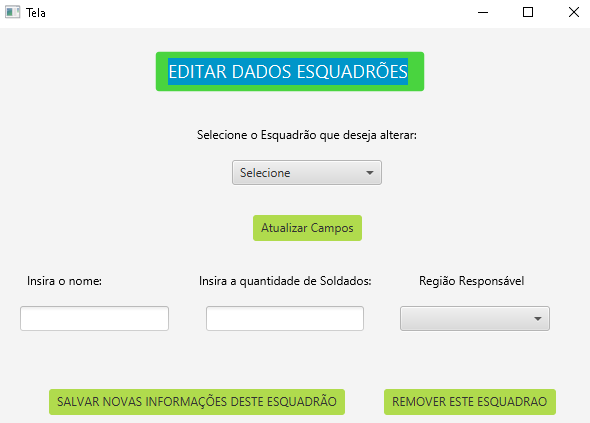 Tela
EDITAR DADOS ESQUADRÕES
Selecione o Esquadrão que deseja alterar:
Selecione
Atualizar Campos
Insira o nome: Insira a quantidade de Soldados: Região Responsável
SALVAR NOVAS INFORMAÇÕES DESTE ESQUADRÃO REMOVER ESTE ESQUADRAO